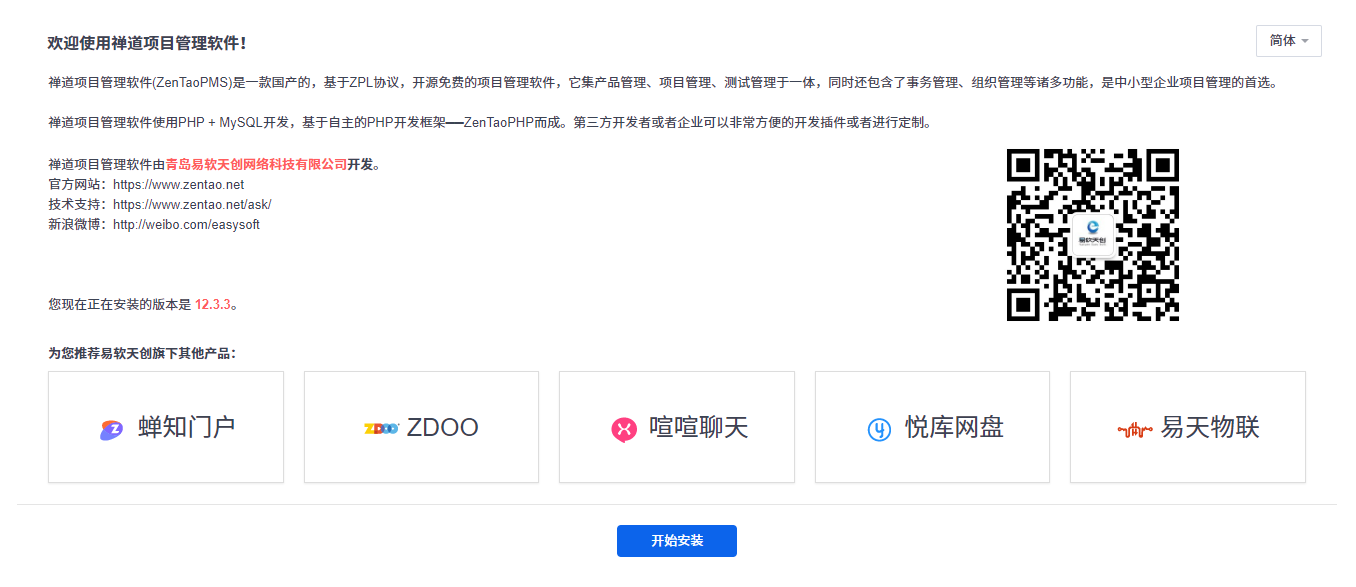 欢迎使用禅道项目管理软件！
简体
禅道项目管理软件(ZenTaoPMS)是一款国产的，基于ZPL协议，开源免费的项目管理软件，它集产品管理、项目管理、测试管理于一体，同时还包含了事务管理、组织管理等诸多功能，是中小型企业项目管理的首选。
禅道项目管理软件使用PHP + MySQL开发，基于自主的PHP开发框架──ZenTaoPHP而成。第三方开发者或者企业可以非常方便的开发插件或者进行定制。
禅道项目管理软件由青岛易软天创网络科技有限公司开发。
官方网站：https://www.zentao.net
技术支持：https://www.zentao.net/ask/
新浪微博：http://weibo.com/easysoft
易软天创
您现在正在安装的版本是 12.3.3。
为您推荐易软天创旗下其他产品：
蝉知门户
ZDOO ZDOO
喧喧聊天
悦库网盘
易天物联
开始安装